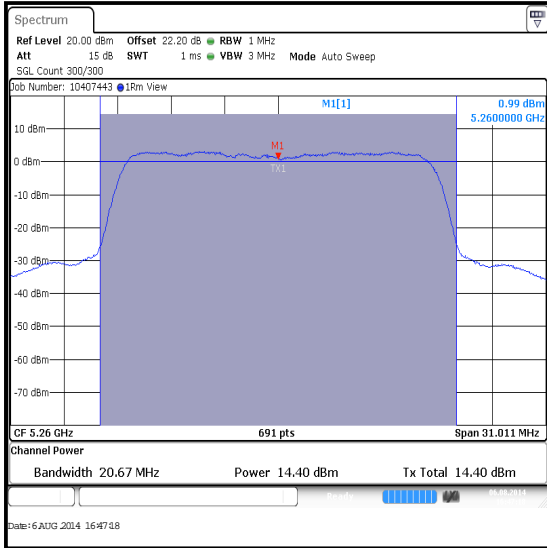 Spectrum
Ref Level 20.00 dBm Offset 22.20 dB RBW 1 MHz
Att 15 dB SWT 1 ms VBW 3 MHz Mode Auto Sweep
SGL Count 300/300
Job Number: 10407443 1Rm View
M1[1] 0.99 dBm
5.2600000 GHz
10 dBm
M1
0 dBm
TX1
-10 dBm
-20 dBm
-30 dBm
-40 dBm
-50 dBm
-60 dBm
-70 dBm
CF 5.26 GHz 691 pts Span 31.011 MHz
Channel Power
Bandwidth 20.67 MHz Power 14.40 dBm Tx Total 14.40 dBm
Ready 06.08.2014
Date: 6.AUG.2014 16:47:18